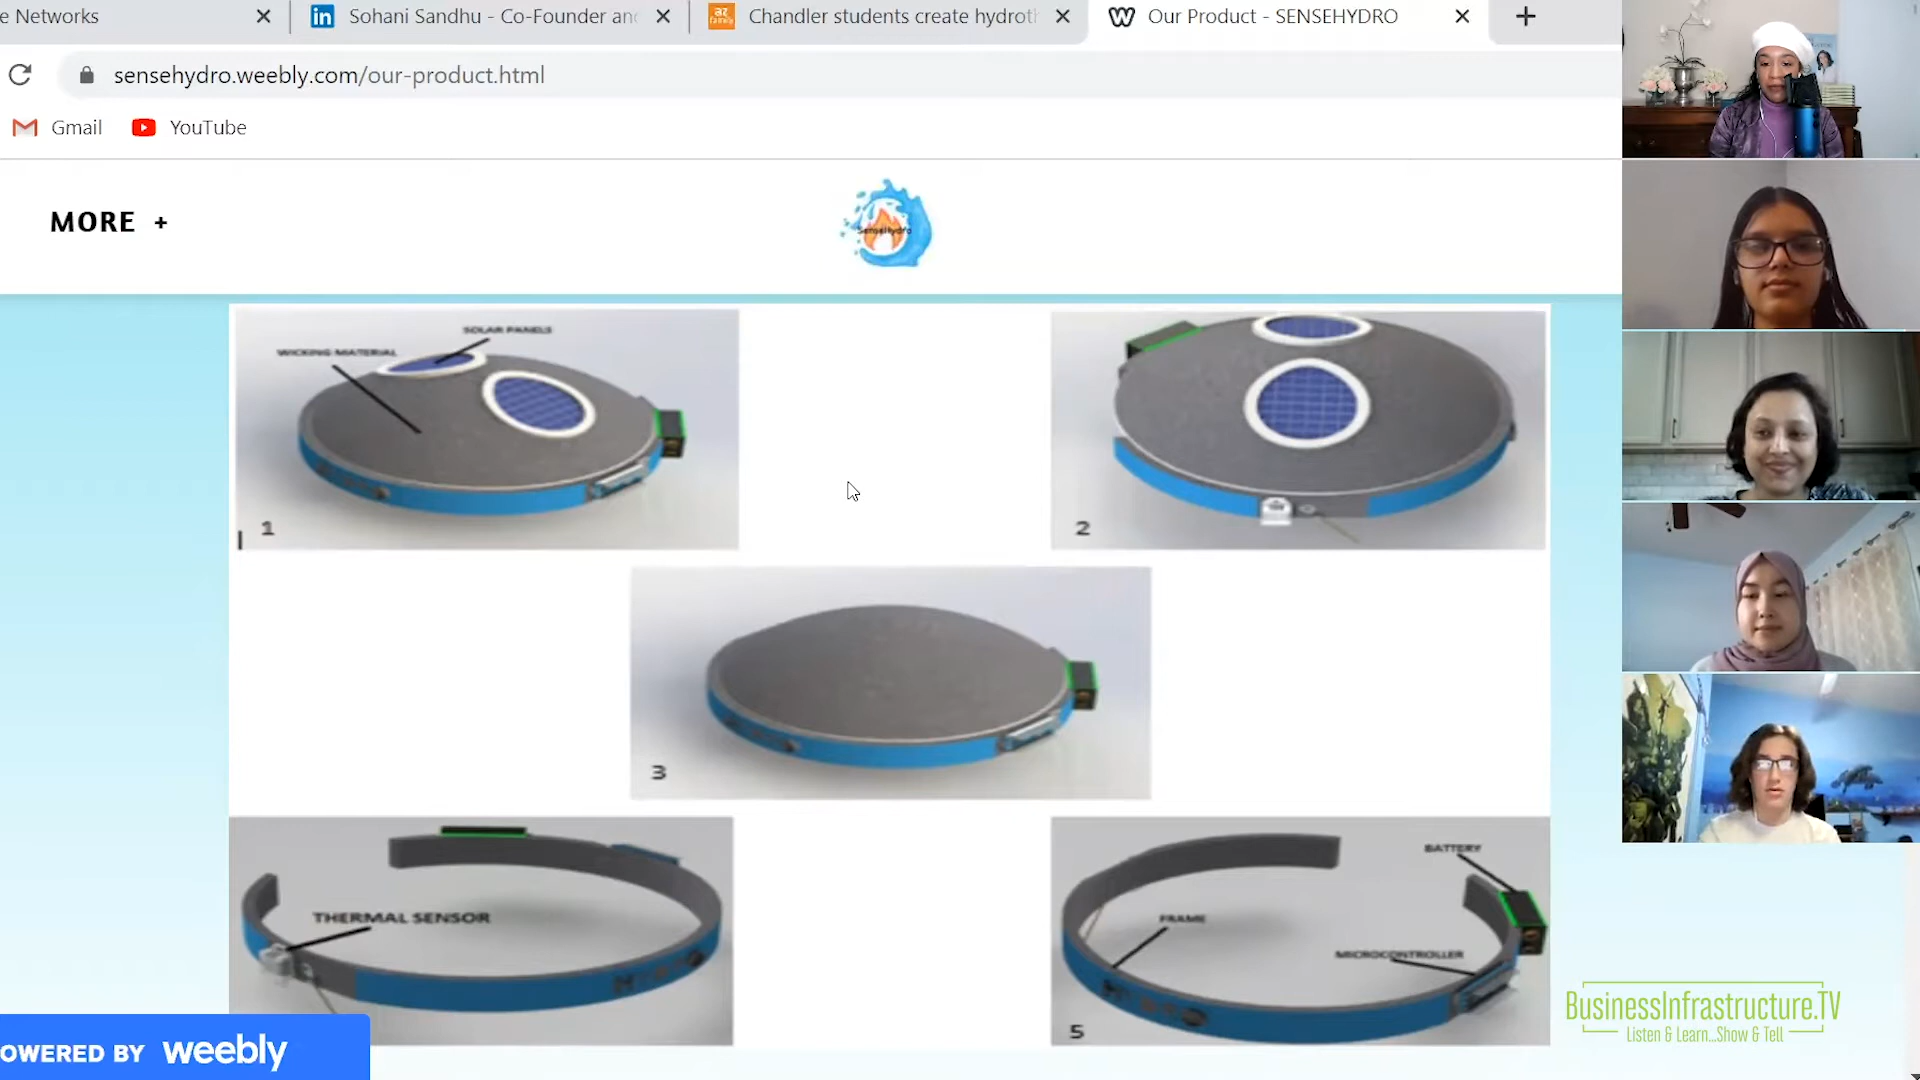 e Networks
Sohani Sandhu - Co-Founder an
Chandler students create hydrot
Our Product - SENSEHYDRO
sensehydro.weebly.com/our-product.html
Gmail
YouTube
MORE +
SenseHydro
SOLAR PANELS
WICKING MATERIAL
1
2
3
THERMAL SENSOR
BATTERY
FRAME
MICROCONTROLLER
5
OWERED BY weebly
BusinessInfrastructure.TV
Listen & Learn...Show & Tell